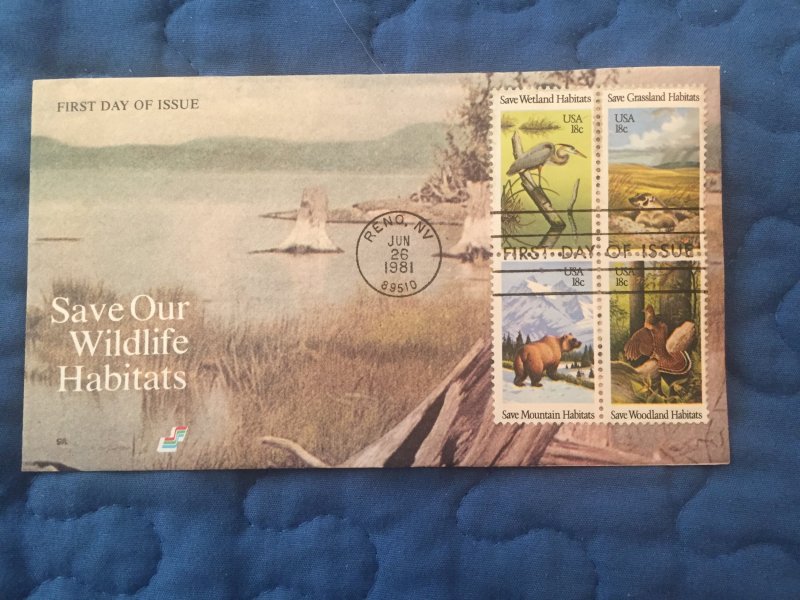 FIRST DAY OF ISSUE
Save Wetland Habitats
USA
18c
Save Grassland Habitats
USA
18c
RENO, NV
JUN
26
1981
89510
FIRST · DAY OF ISSUE
Save Our
Wildlife
Habitats
USA
18c
Save Mountain Habitats
USA
18c
Save Woodland Habitats